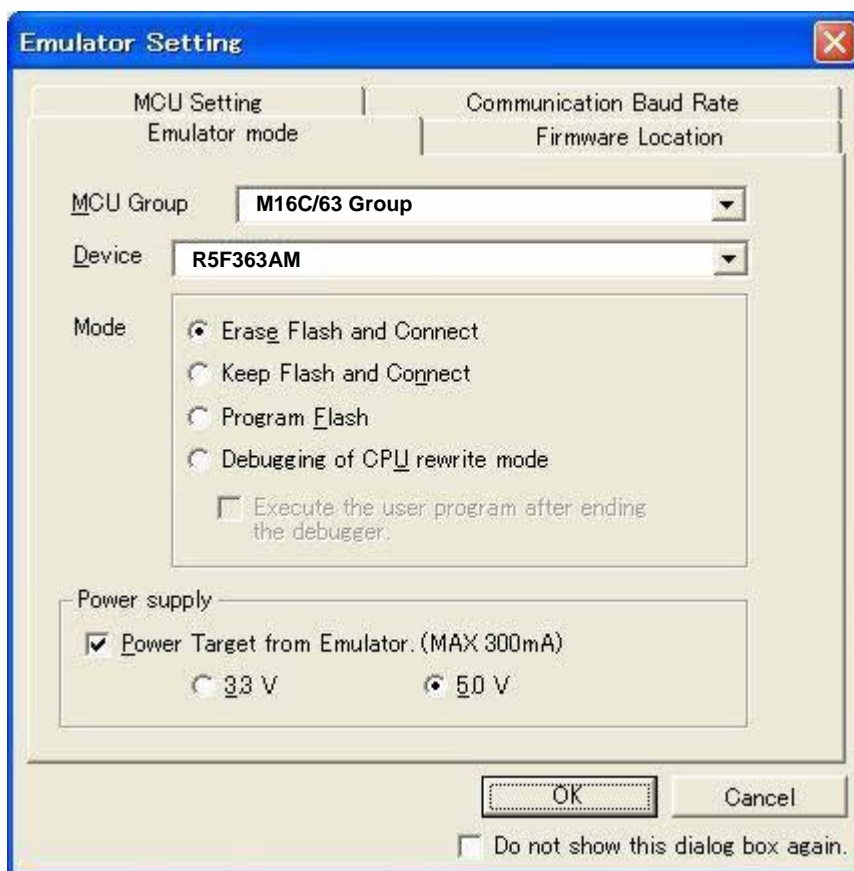 Emulator Setting
MCU Setting
Communication Baud Rate
Emulator mode
Firmware Location
MCU Group
M16C/63 Group
Device
R5F363AM
Mode
Erase Flash and Connect
Keep Flash and Connect
Program Flash
Debugging of CPU rewrite mode
Execute the user program after ending
the debugger.
Power supply
Power Target from Emulator. (MAX 300mA)
3.3 V
5.0 V
OK
Cancel
Do not show this dialog box again.